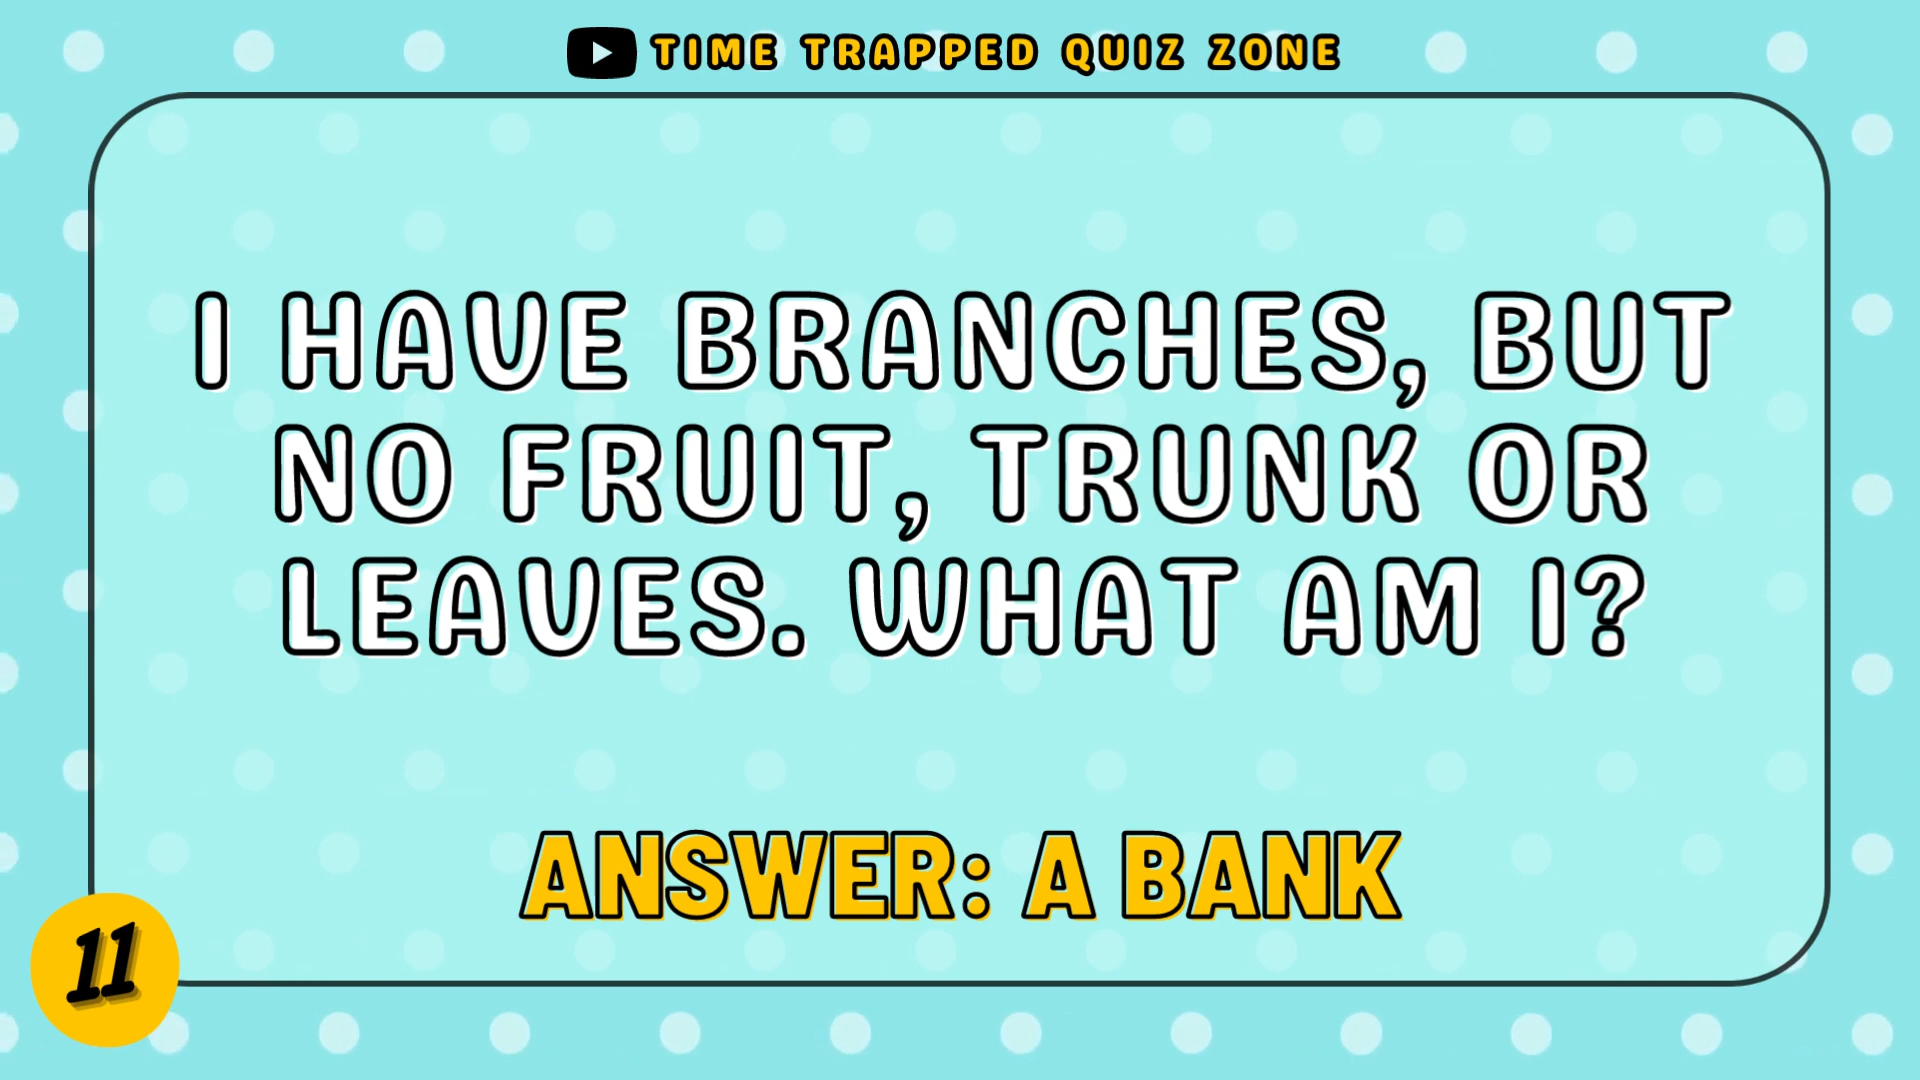 TIME TRAPPED QUIZ ZONE
I HAVE BRANCHES, BUT
NO FRUIT, TRUNK OR
LEAVES. WHAT AM I?
ANSWER: A BANK
11